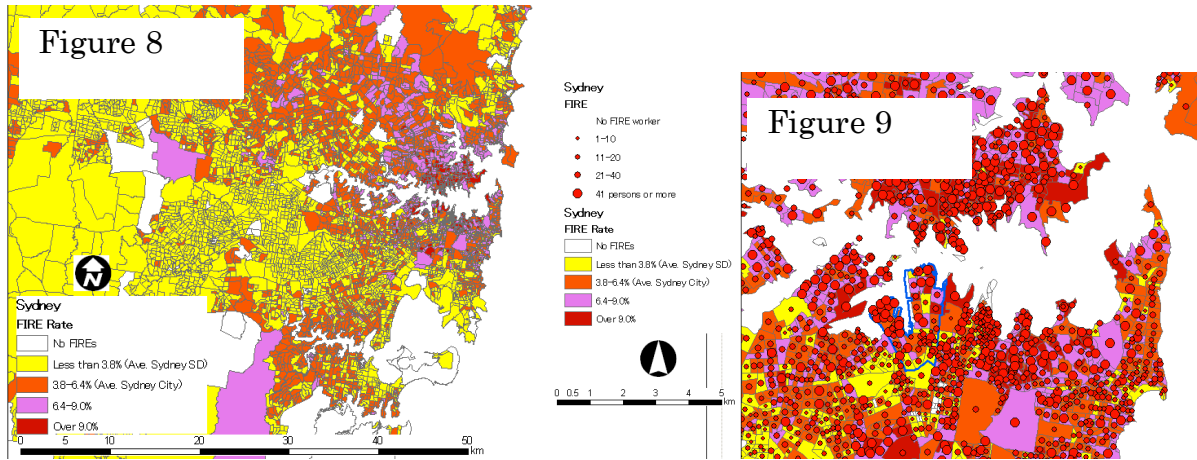 Figure 8
N
Sydney
FIRE Rate
No FIREs
Less than 3.8% (Ave. Sydney SD)
3.8-6.4% (Ave. Sydney City)
6.4-9.0%
Over 9.0%
0 5 10 20 30 40 50
km
Sydney
FIRE
No FIRE worker
1-10
11-20
21-40
41 persons or more
Sydney
FIRE Rate
No FIREs
Less than 3.8% (Ave. Sydney SD)
3.8-6.4% (Ave. Sydney City)
6.4-9.0%
Over 9.0%
0 0.5 1 2 3 4 5
km
Figure 9